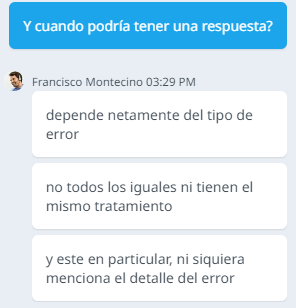 Y cuando podría tener una respuesta?
Francisco Montecino 03:29 PM
depende netamente del tipo de
error
no todos los iguales ni tienen el
mismo tratamiento
y este en particular, ni siquiera
menciona el detalle del error